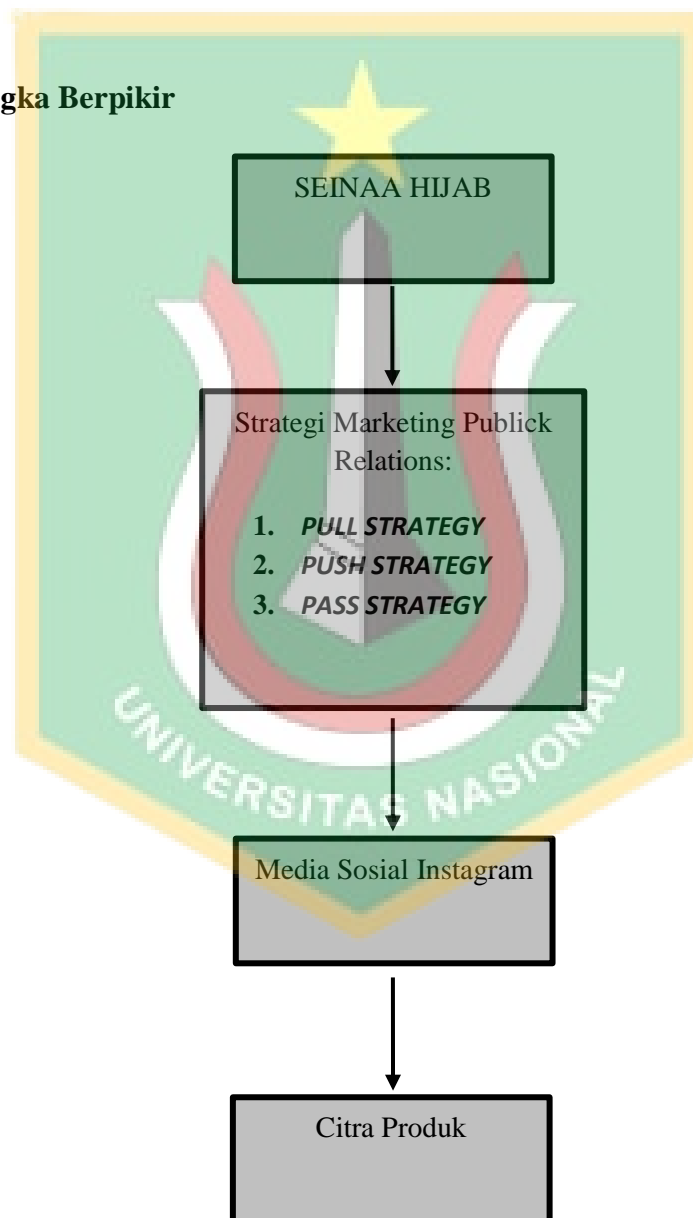 gka Berpikir
SEINAA HIJAB
Strategi Marketing Publick
Relations:
1. PULL STRATEGY
2. PUSH STRATEGY
3. PASS STRATEGY
UNIVERSITAS NASIONAL
Media Sosial Instagram
Citra Produk